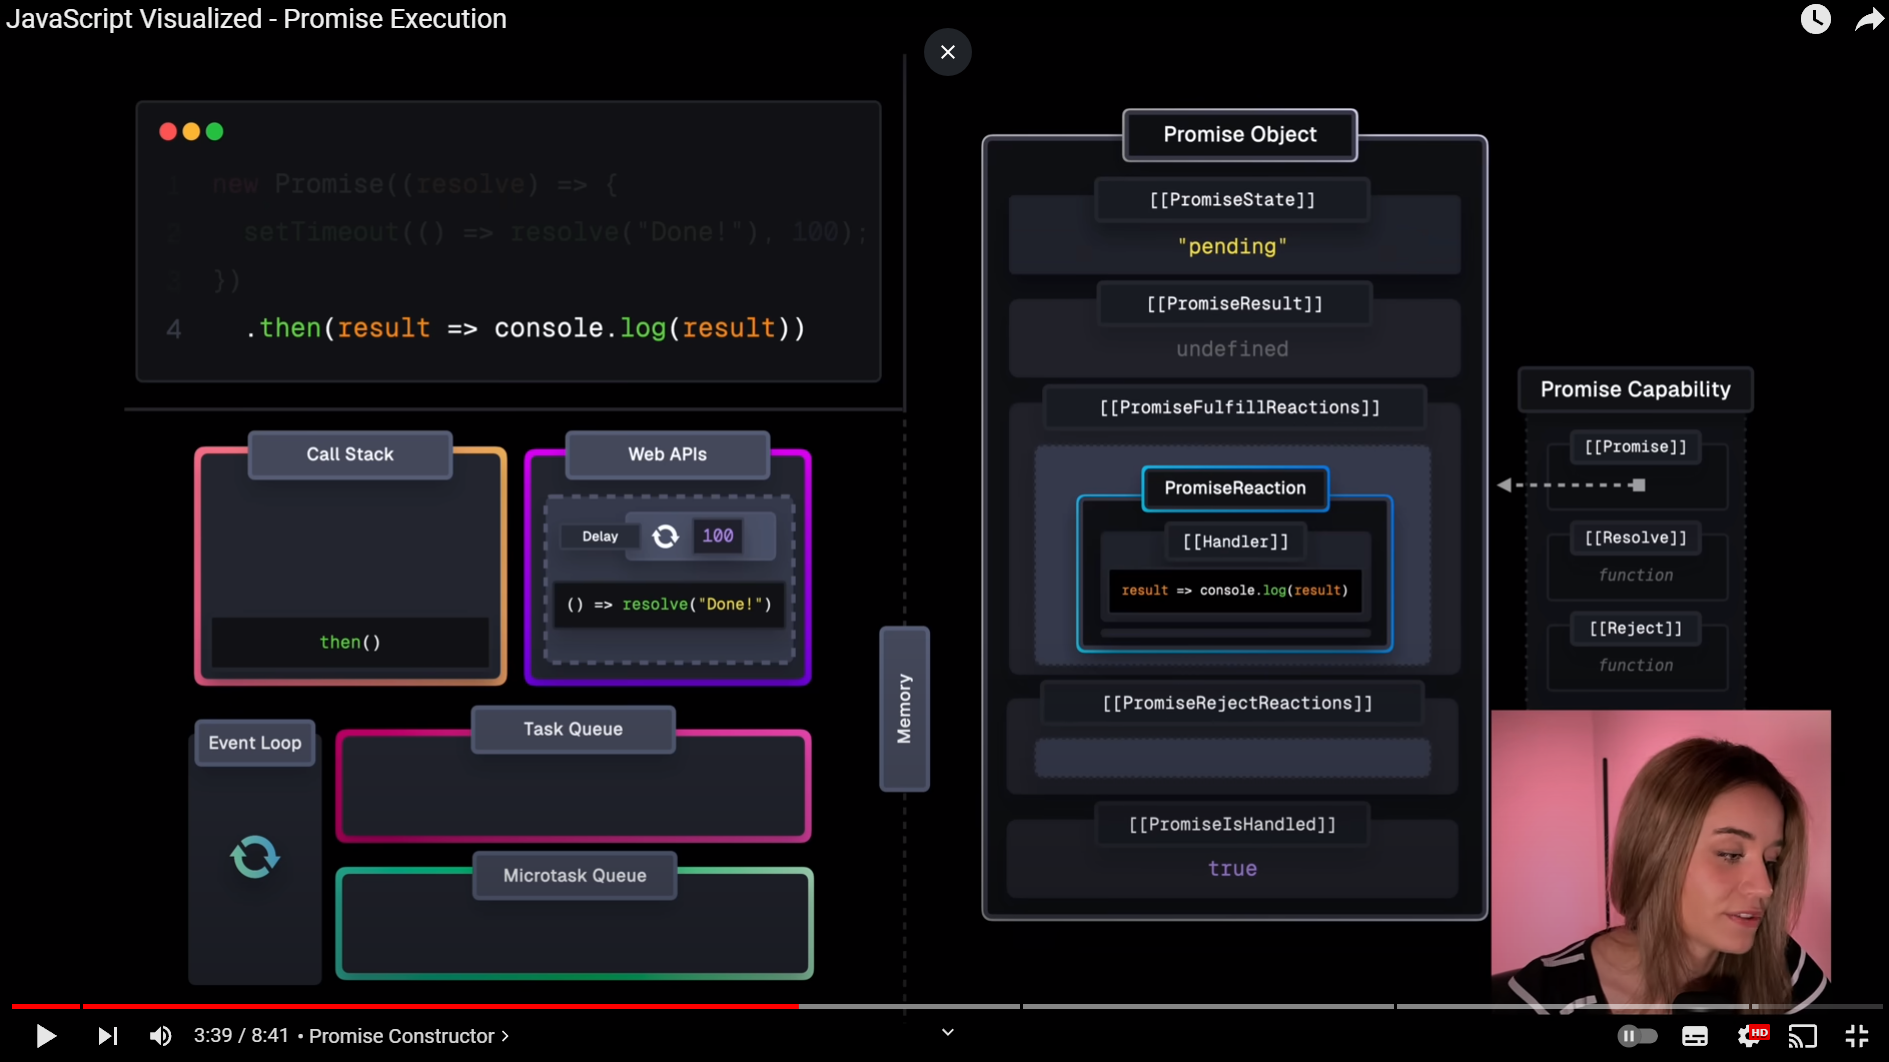 JavaScript Visualized - Promise Execution
1 new Promise((resolve) => {
2 setTimeout(() => resolve("Done!"), 100);
3 })
4 .then(result => console.log(result))
Call Stack
then()
Web APIs
Delay 100
() => resolve("Done!")
Event Loop
Task Queue
Microtask Queue
Memory
Promise Object
[[PromiseState]]
"pending"
[[PromiseResult]]
undefined
[[PromiseFulfillReactions]]
PromiseReaction
[[Handler]]
result => console.log(result)
[[PromiseRejectReactions]]
[[PromiseIsHandled]]
true
Promise Capability
[[Promise]]
[[Resolve]]
function
[[Reject]]
function
3:39 / 8:41 • Promise Constructor >
HD